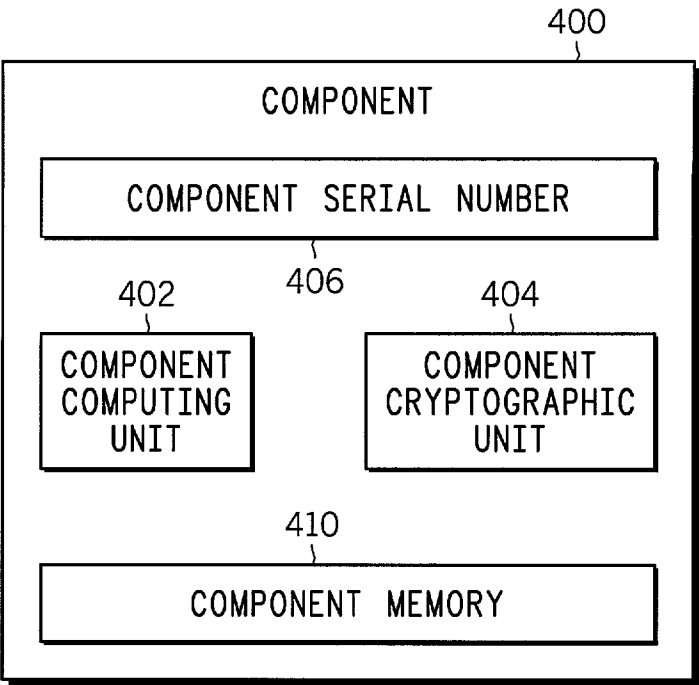 400
COMPONENT
COMPONENT SERIAL NUMBER
406
402
404
COMPONENT
COMPUTING
UNIT
COMPONENT
CRYPTOGRAPHIC
UNIT
410
COMPONENT MEMORY